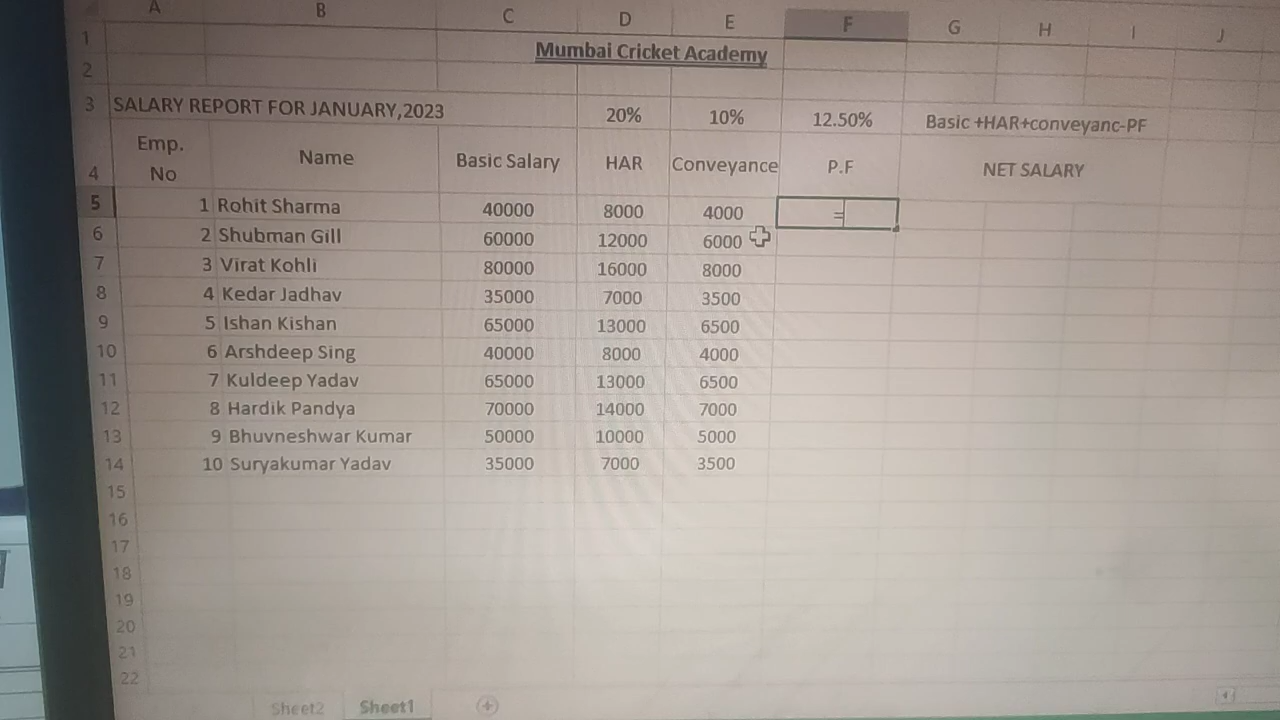 A B C D E F G H I J
1 Mumbai Cricket Academy
2
3 SALARY REPORT FOR JANUARY,2023 20% 10% 12.50% Basic +HAR+conveyanc-PF
4 Emp. No Name Basic Salary HAR Conveyance P.F NET SALARY
5 1 Rohit Sharma 40000 8000 4000 =
6 2 Shubman Gill 60000 12000 6000
7 3 Virat Kohli 80000 16000 8000
8 4 Kedar Jadhav 35000 7000 3500
9 5 Ishan Kishan 65000 13000 6500
10 6 Arshdeep Sing 40000 8000 4000
11 7 Kuldeep Yadav 65000 13000 6500
12 8 Hardik Pandya 70000 14000 7000
13 9 Bhuvneshwar Kumar 50000 10000 5000
14 10 Suryakumar Yadav 35000 7000 3500
15
16
17
18
19
20
21
22
Sheet2 Sheet1